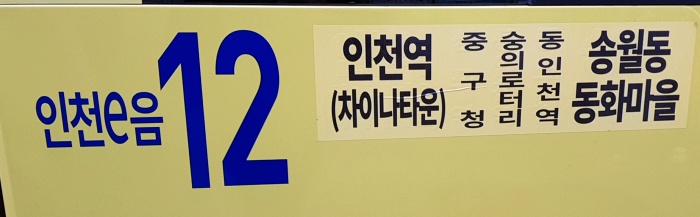 인천e음
12
인천역
(차이나타운)
중구청
숭의로터리
동인천역
송월동
동화마을